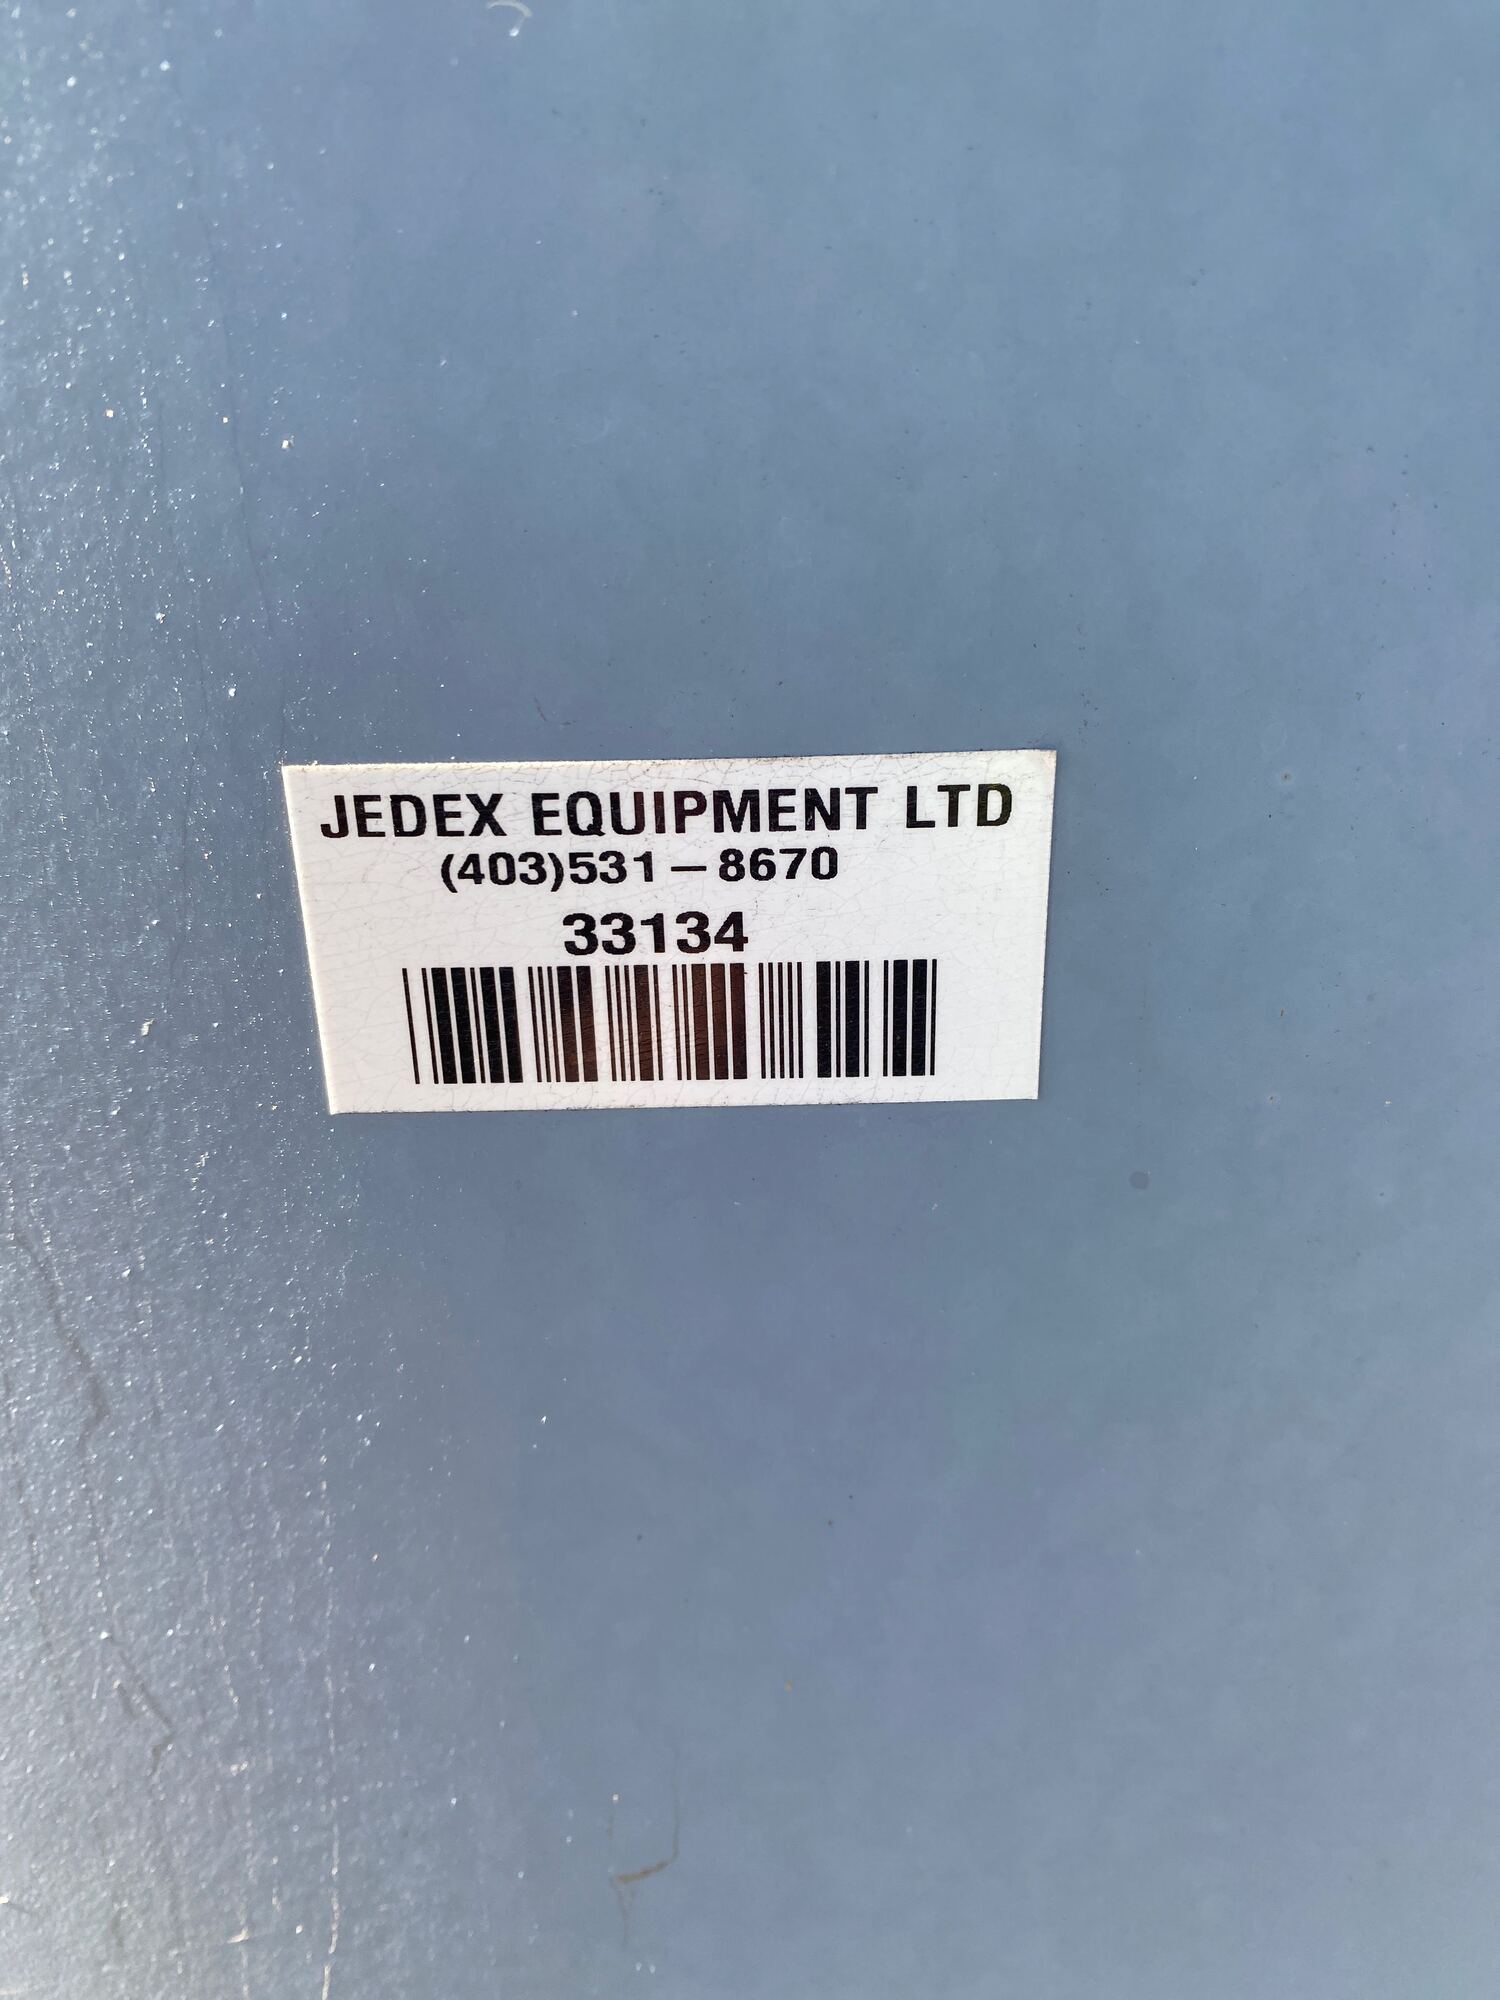 JEDEX EQUIPMENT LTD
(403)531-8670
33134